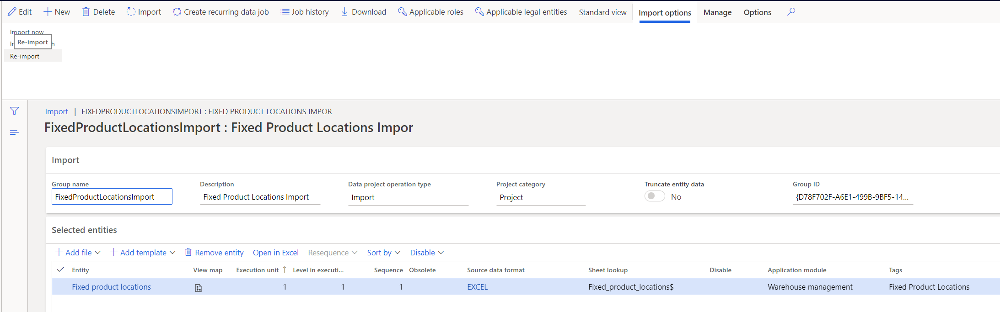 Edit New Delete Import Create recurring data job Job history Download Applicable roles Applicable legal entities Standard view Import options Manage Options
Import now
Re-import
Re-import
Import | FIXEDPRODUCTLOCATIONSIMPORT : FIXED PRODUCT LOCATIONS IMPOR
FixedProductLocationsImport : Fixed Product Locations Impor
Import
Group name Description Data project operation type Project category Truncate entity data Group ID
FixedProductLocationsImport Fixed Product Locations Import Import Project No {D78F702F-A6E1-499B-9BF5-14...
Selected entities
Add file Add template Remove entity Open in Excel Resequence Sort by Disable
Entity View map Execution unit Level in executi... Sequence Obsolete Source data format Sheet lookup Disable Application module Tags
Fixed product locations 1 1 1 EXCEL Fixed_product_locations$ Warehouse management Fixed Product Locations